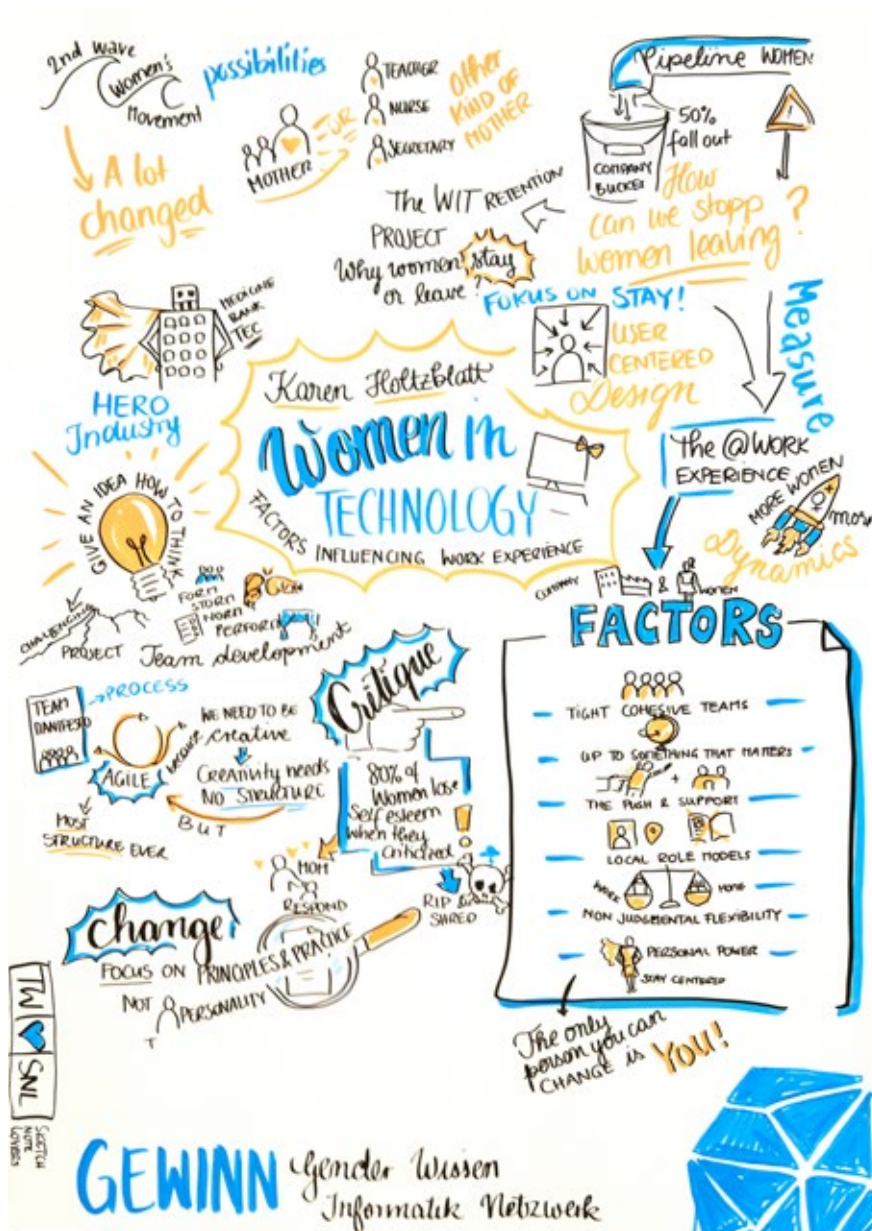 2nd wave
Women's
Movement
possibilities
A lot
changed
MOTHER
OR
TEACHER
NURSE
SECRETARY
other
KIND OF
MOTHER
Pipeline WOMEN
COMPANY
BUCKET
50%
fall out
How
can we stopp
women leaving?
The WIT RETENTION
PROJECT
Why women stay
or leave?
FOKUS ON STAY!
USER
CENTERED
Design
Measure
The @WORK
EXPERIENCE
MORE WOMEN
more
Dynamics
MEDICINE
BANK
TEC
HERO
Industry
Karen Holtzblatt
Women in
TECHNOLOGY
FACTORS INFLUENCING WORK EXPERIENCE
GIVE AN IDEA HOW TO THINK
CHALLENGING
PROJECT
FORM
STORM
NORM
PERFORM
Team development
TEAM
MANIFESTO
PROCESS
AGILE
because
WE NEED TO BE
creative
Creativity needs
NO STRUCTURE
BUT
MOST
STRUCTURE EVER
Critique
80% of
Women lose
Self esteem
when they
criticized
!
MOM
RESPOND
RIP &
SHRED
change
FOCUS ON PRINCIPLES & PRACTICE
NOT PERSONALITY
COMPANY & WOMEN
FACTORS
TIGHT COHESIVE TEAMS
UP TO SOMETHING THAT MATTERS
+
THE PUSH & SUPPORT
LOCAL ROLE MODELS
WORK HOME
NON JUDGMENTAL FLEXIBILITY
PERSONAL POWER
STAY CENTERED
The only
person you can
CHANGE is YOU!
TW SNL
SKETCH
NOTE
LOVERS
GEWINN Gender Wissen
Informatik Netzwerk